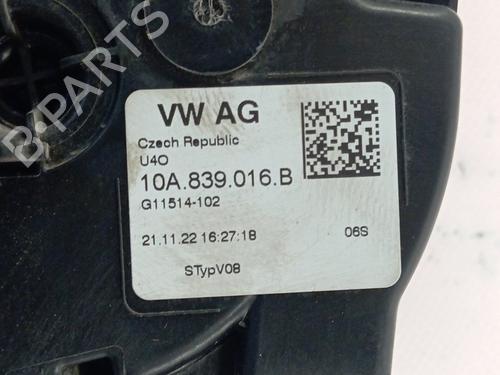 VW AG
Czech Republic
U4O
10A.839.016.B
G11514-102
21.11.22 16:27:18 06S
STypV08
B-PARTS